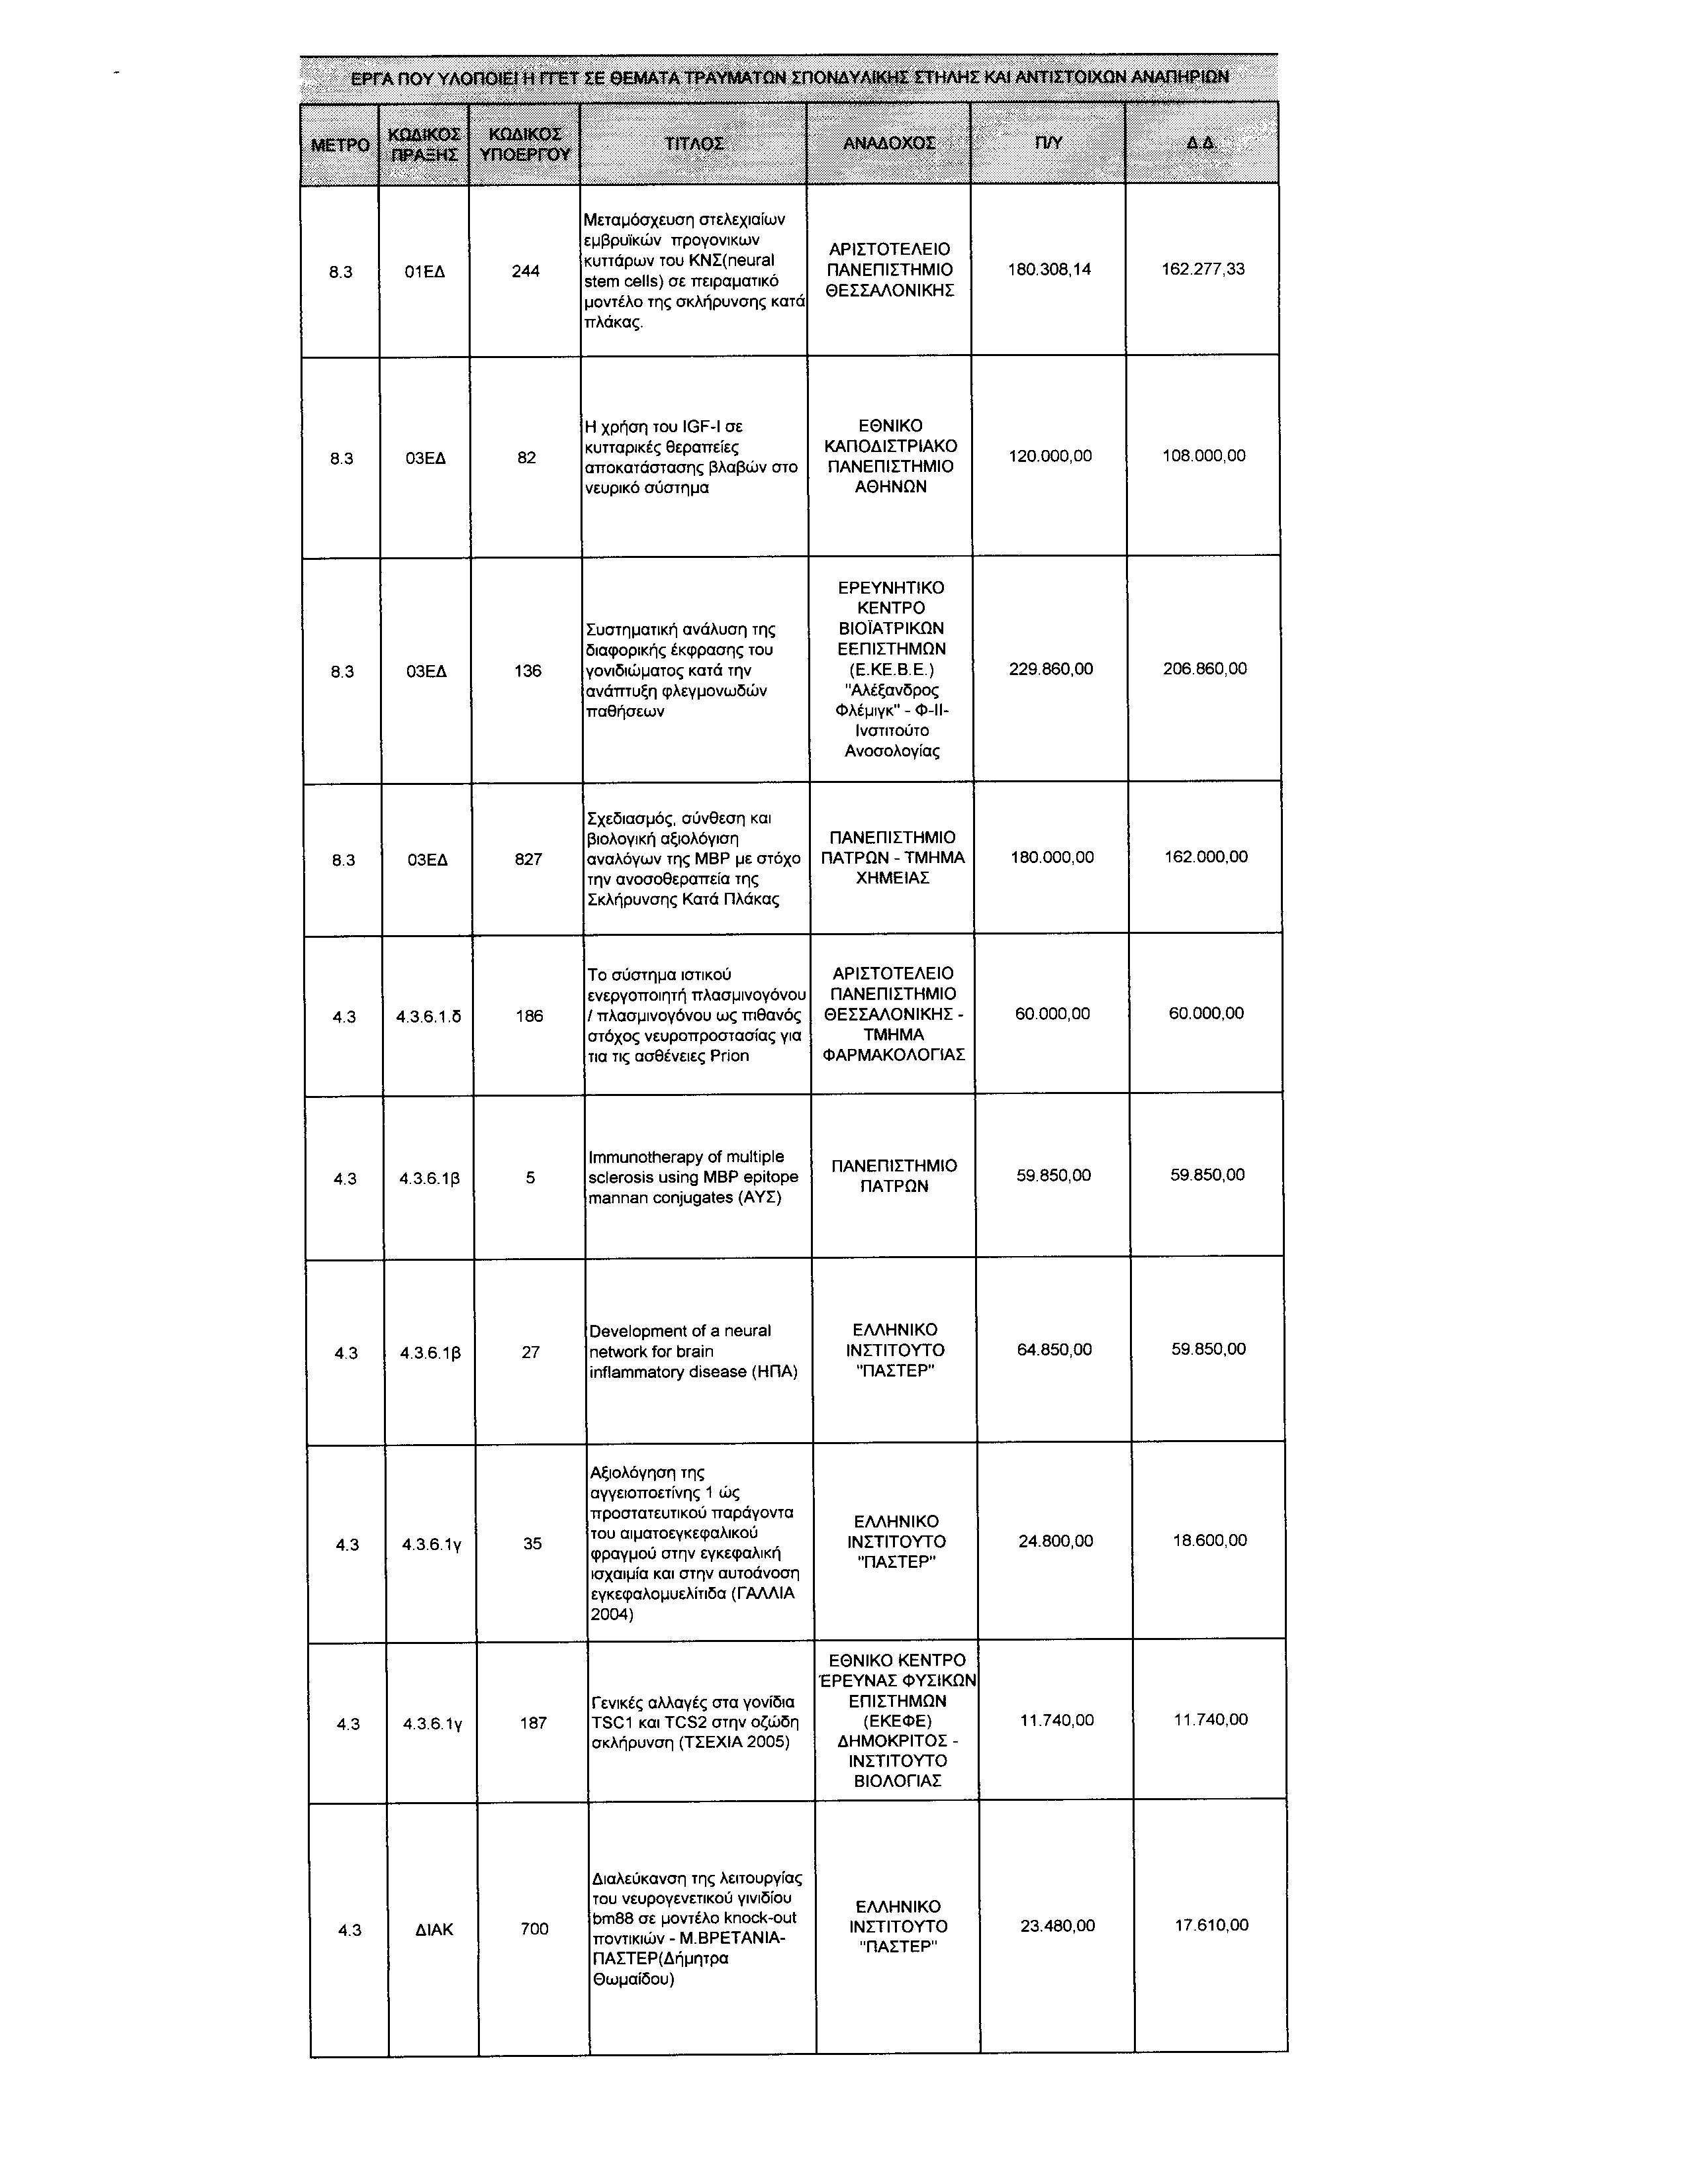 ΕΡΓΑ ΠΟΥ ΥΛΟΠΟΙΕΙ Η ΓΓΕΤ ΣΕ ΘΕΜΑΤΑ ΤΡΑΥΜΑΤΩΝ ΣΠΟΝΔΥΛΙΚΗΣ ΣΤΗΛΗΣ ΚΑΙ ΑΝΤΙΣΤΟΙΧΩΝ ΑΝΑΠΗΡΙΩΝ
ΜΕΤΡΟ
ΚΩΔΙΚΟΣ
ΠΡΑΞΗΣ
ΚΩΔΙΚΟΣ
ΥΠΟΕΡΓΟΥ
ΤΙΤΛΟΣ
ΑΝΑΔΟΧΟΣ
Π/Υ
Δ.Δ.
8.3
01ΕΔ
244
Μεταμόσχευση στελεχιαίων
εμβρυϊκών προγονικων
κυττάρων του ΚΝΣ(neural
stem cells) σε πειραματικό
μοντέλο της σκλήρυνσης κατά
πλάκας.
ΑΡΙΣΤΟΤΕΛΕΙΟ
ΠΑΝΕΠΙΣΤΗΜΙΟ
ΘΕΣΣΑΛΟΝΙΚΗΣ
180.308,14
162.277,33
8.3
03ΕΔ
82
Η χρήση του IGF-I σε
κυτταρικές θεραπείες
αποκατάστασης βλαβών στο
νευρικό σύστημα
ΕΘΝΙΚΟ
ΚΑΠΟΔΙΣΤΡΙΑΚΟ
ΠΑΝΕΠΙΣΤΗΜΙΟ
ΑΘΗΝΩΝ
120.000,00
108.000,00
8.3
03ΕΔ
136
Συστηματική ανάλυση της
διαφορικής έκφρασης του
γονιδιώματος κατά την
ανάπτυξη φλεγμονωδών
παθήσεων
ΕΡΕΥΝΗΤΙΚΟ
ΚΕΝΤΡΟ
ΒΙΟΪΑΤΡΙΚΩΝ
ΕΕΠΙΣΤΗΜΩΝ
(Ε.ΚΕ.Β.Ε.)
"Αλέξανδρος
Φλέμιγκ" - Φ-ΙΙ-
Ινστιτούτο
Ανοσολογίας
229.860,00
206.860,00
8.3
03ΕΔ
827
Σχεδιασμός, σύνθεση και
βιολογική αξιολόγιση
αναλόγων της MBP με στόχο
την ανοσοθεραπεία της
Σκλήρυνσης Κατά Πλάκας
ΠΑΝΕΠΙΣΤΗΜΙΟ
ΠΑΤΡΩΝ - ΤΜΗΜΑ
ΧΗΜΕΙΑΣ
180.000,00
162.000,00
4.3
4.3.6.1.δ
186
Το σύστημα ιστικού
ενεργοποιητή πλασμινογόνου
/ πλασμινογόνου ως πιθανός
στόχος νευροπροστασίας για
τια τις ασθένειες Prion
ΑΡΙΣΤΟΤΕΛΕΙΟ
ΠΑΝΕΠΙΣΤΗΜΙΟ
ΘΕΣΣΑΛΟΝΙΚΗΣ -
ΤΜΗΜΑ
ΦΑΡΜΑΚΟΛΟΓΙΑΣ
60.000,00
60.000,00
4.3
4.3.6.1β
5
Immunotherapy of multiple
sclerosis using MBP epitope
mannan conjugates (ΑΥΣ)
ΠΑΝΕΠΙΣΤΗΜΙΟ
ΠΑΤΡΩΝ
59.850,00
59.850,00
4.3
4.3.6.1β
27
Development of a neural
network for brain
inflammatory disease (ΗΠΑ)
ΕΛΛΗΝΙΚΟ
ΙΝΣΤΙΤΟΥΤΟ
"ΠΑΣΤΕΡ"
64.850,00
59.850,00
4.3
4.3.6.1γ
35
Αξιολόγηση της
αγγειοποετίνης 1 ώς
προστατευτικού παράγοντα
του αιματοεγκεφαλικού
φραγμού στην εγκεφαλική
ισχαιμία και στην αυτοάνοση
εγκεφαλομυελίτιδα (ΓΑΛΛΙΑ
2004)
ΕΛΛΗΝΙΚΟ
ΙΝΣΤΙΤΟΥΤΟ
"ΠΑΣΤΕΡ"
24.800,00
18.600,00
4.3
4.3.6.1γ
187
Γενικές αλλαγές στα γονίδια
TSC1 και TCS2 στην οζώδη
σκλήρυνση (ΤΣΕΧΙΑ 2005)
ΕΘΝΙΚΟ ΚΕΝΤΡΟ
ΈΡΕΥΝΑΣ ΦΥΣΙΚΩΝ
ΕΠΙΣΤΗΜΩΝ
(ΕΚΕΦΕ)
ΔΗΜΟΚΡΙΤΟΣ -
ΙΝΣΤΙΤΟΥΤΟ
ΒΙΟΛΟΓΙΑΣ
11.740,00
11.740,00
4.3
ΔΙΑΚ
700
Διαλεύκανση της λειτουργίας
του νευρογενετικού γινιδίου
bm88 σε μοντέλο knock-out
ποντικιών - Μ.ΒΡΕΤΑΝΙΑ-
ΠΑΣΤΕΡ(Δήμητρα
Θωμαίδου)
ΕΛΛΗΝΙΚΟ
ΙΝΣΤΙΤΟΥΤΟ
"ΠΑΣΤΕΡ"
23.480,00
17.610,00